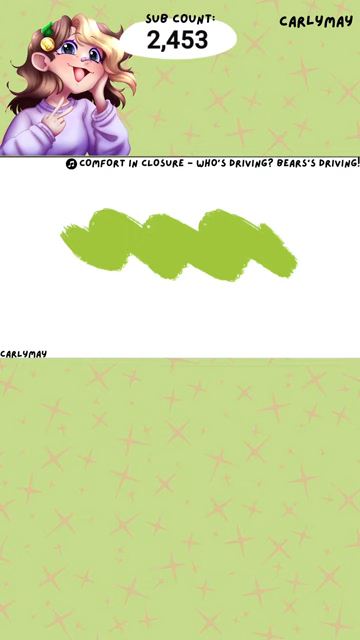 SUB COUNT:
2,453
CARLYMAY
COMFORT IN CLOSURE - WHO'S DRIVING? BEARS'S DRIVING!
CARLYMAY